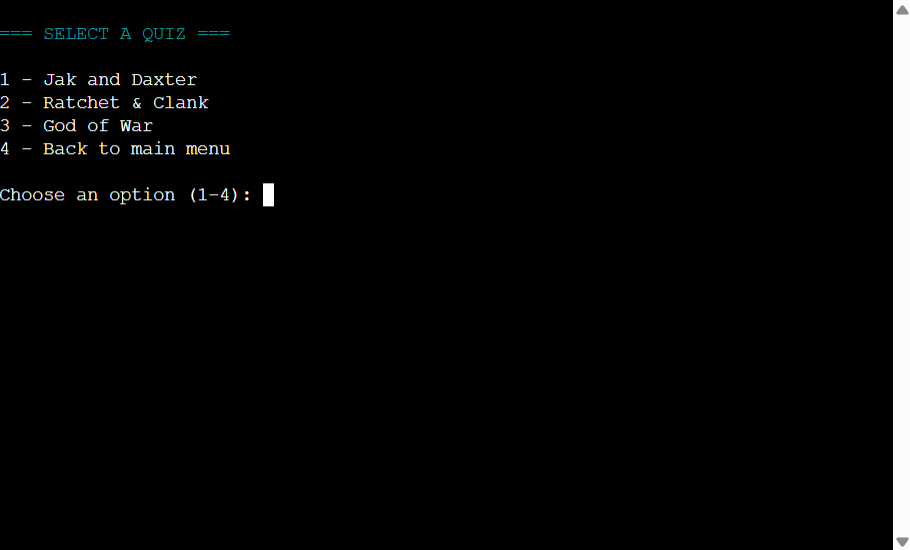 === SELECT A QUIZ ===
1 - Jak and Daxter
2 - Ratchet & Clank
3 - God of War
4 - Back to main menu
Choose an option (1-4):